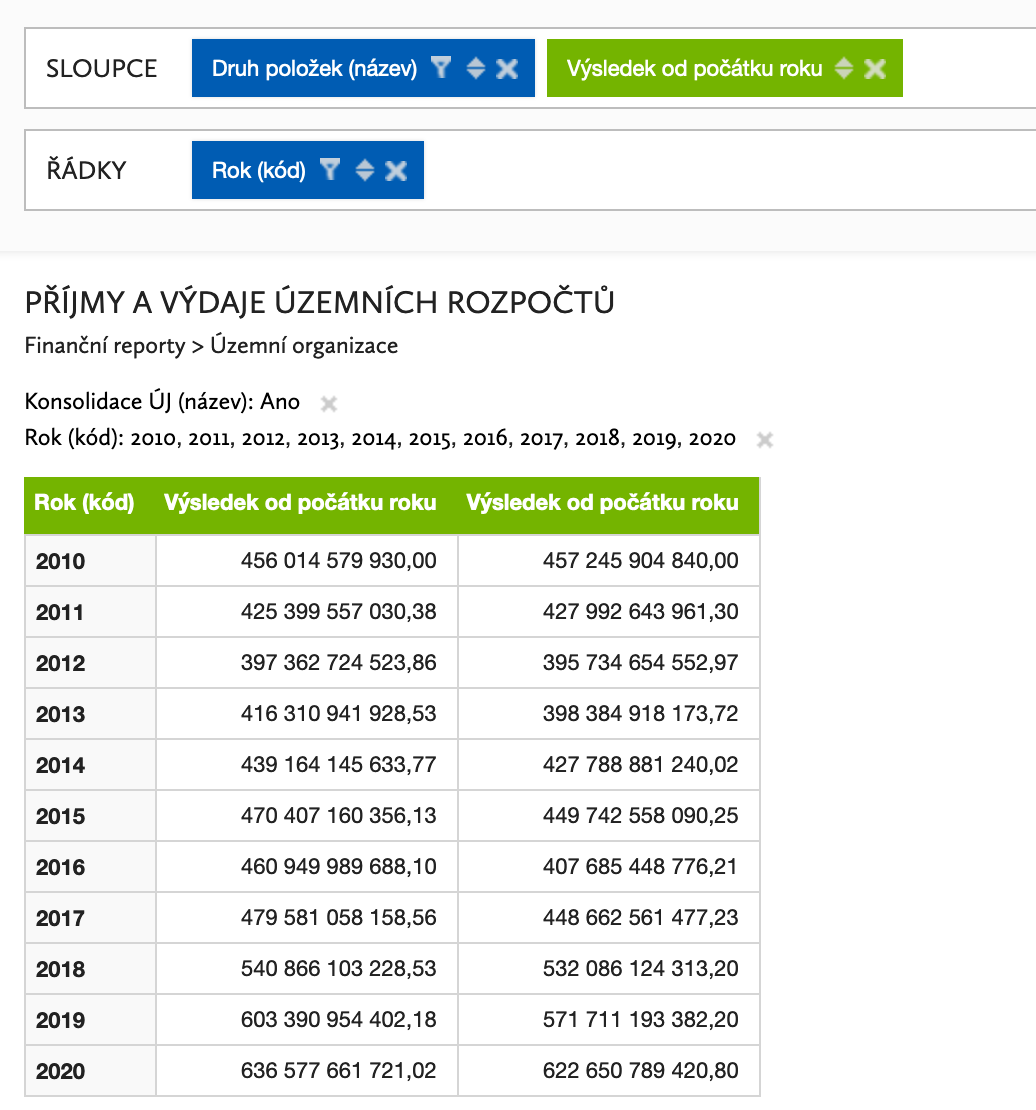 SLOUPCE Druh položek (název) Výsledek od počátku roku
ŘÁDKY Rok (kód)
PŘÍJMY A VÝDAJE ÚZEMNÍCH ROZPOČTŮ
Finanční reporty > Územní organizace
Konsolidace ÚJ (název): Ano
Rok (kód): 2010, 2011, 2012, 2013, 2014, 2015, 2016, 2017, 2018, 2019, 2020
Rok (kód) Výsledek od počátku roku Výsledek od počátku roku
2010 456 014 579 930,00 457 245 904 840,00
2011 425 399 557 030,38 427 992 643 961,30
2012 397 362 724 523,86 395 734 654 552,97
2013 416 310 941 928,53 398 384 918 173,72
2014 439 164 145 633,77 427 788 881 240,02
2015 470 407 160 356,13 449 742 558 090,25
2016 460 949 989 688,10 407 685 448 776,21
2017 479 581 058 158,56 448 662 561 477,23
2018 540 866 103 228,53 532 086 124 313,20
2019 603 390 954 402,18 571 711 193 382,20
2020 636 577 661 721,02 622 650 789 420,80